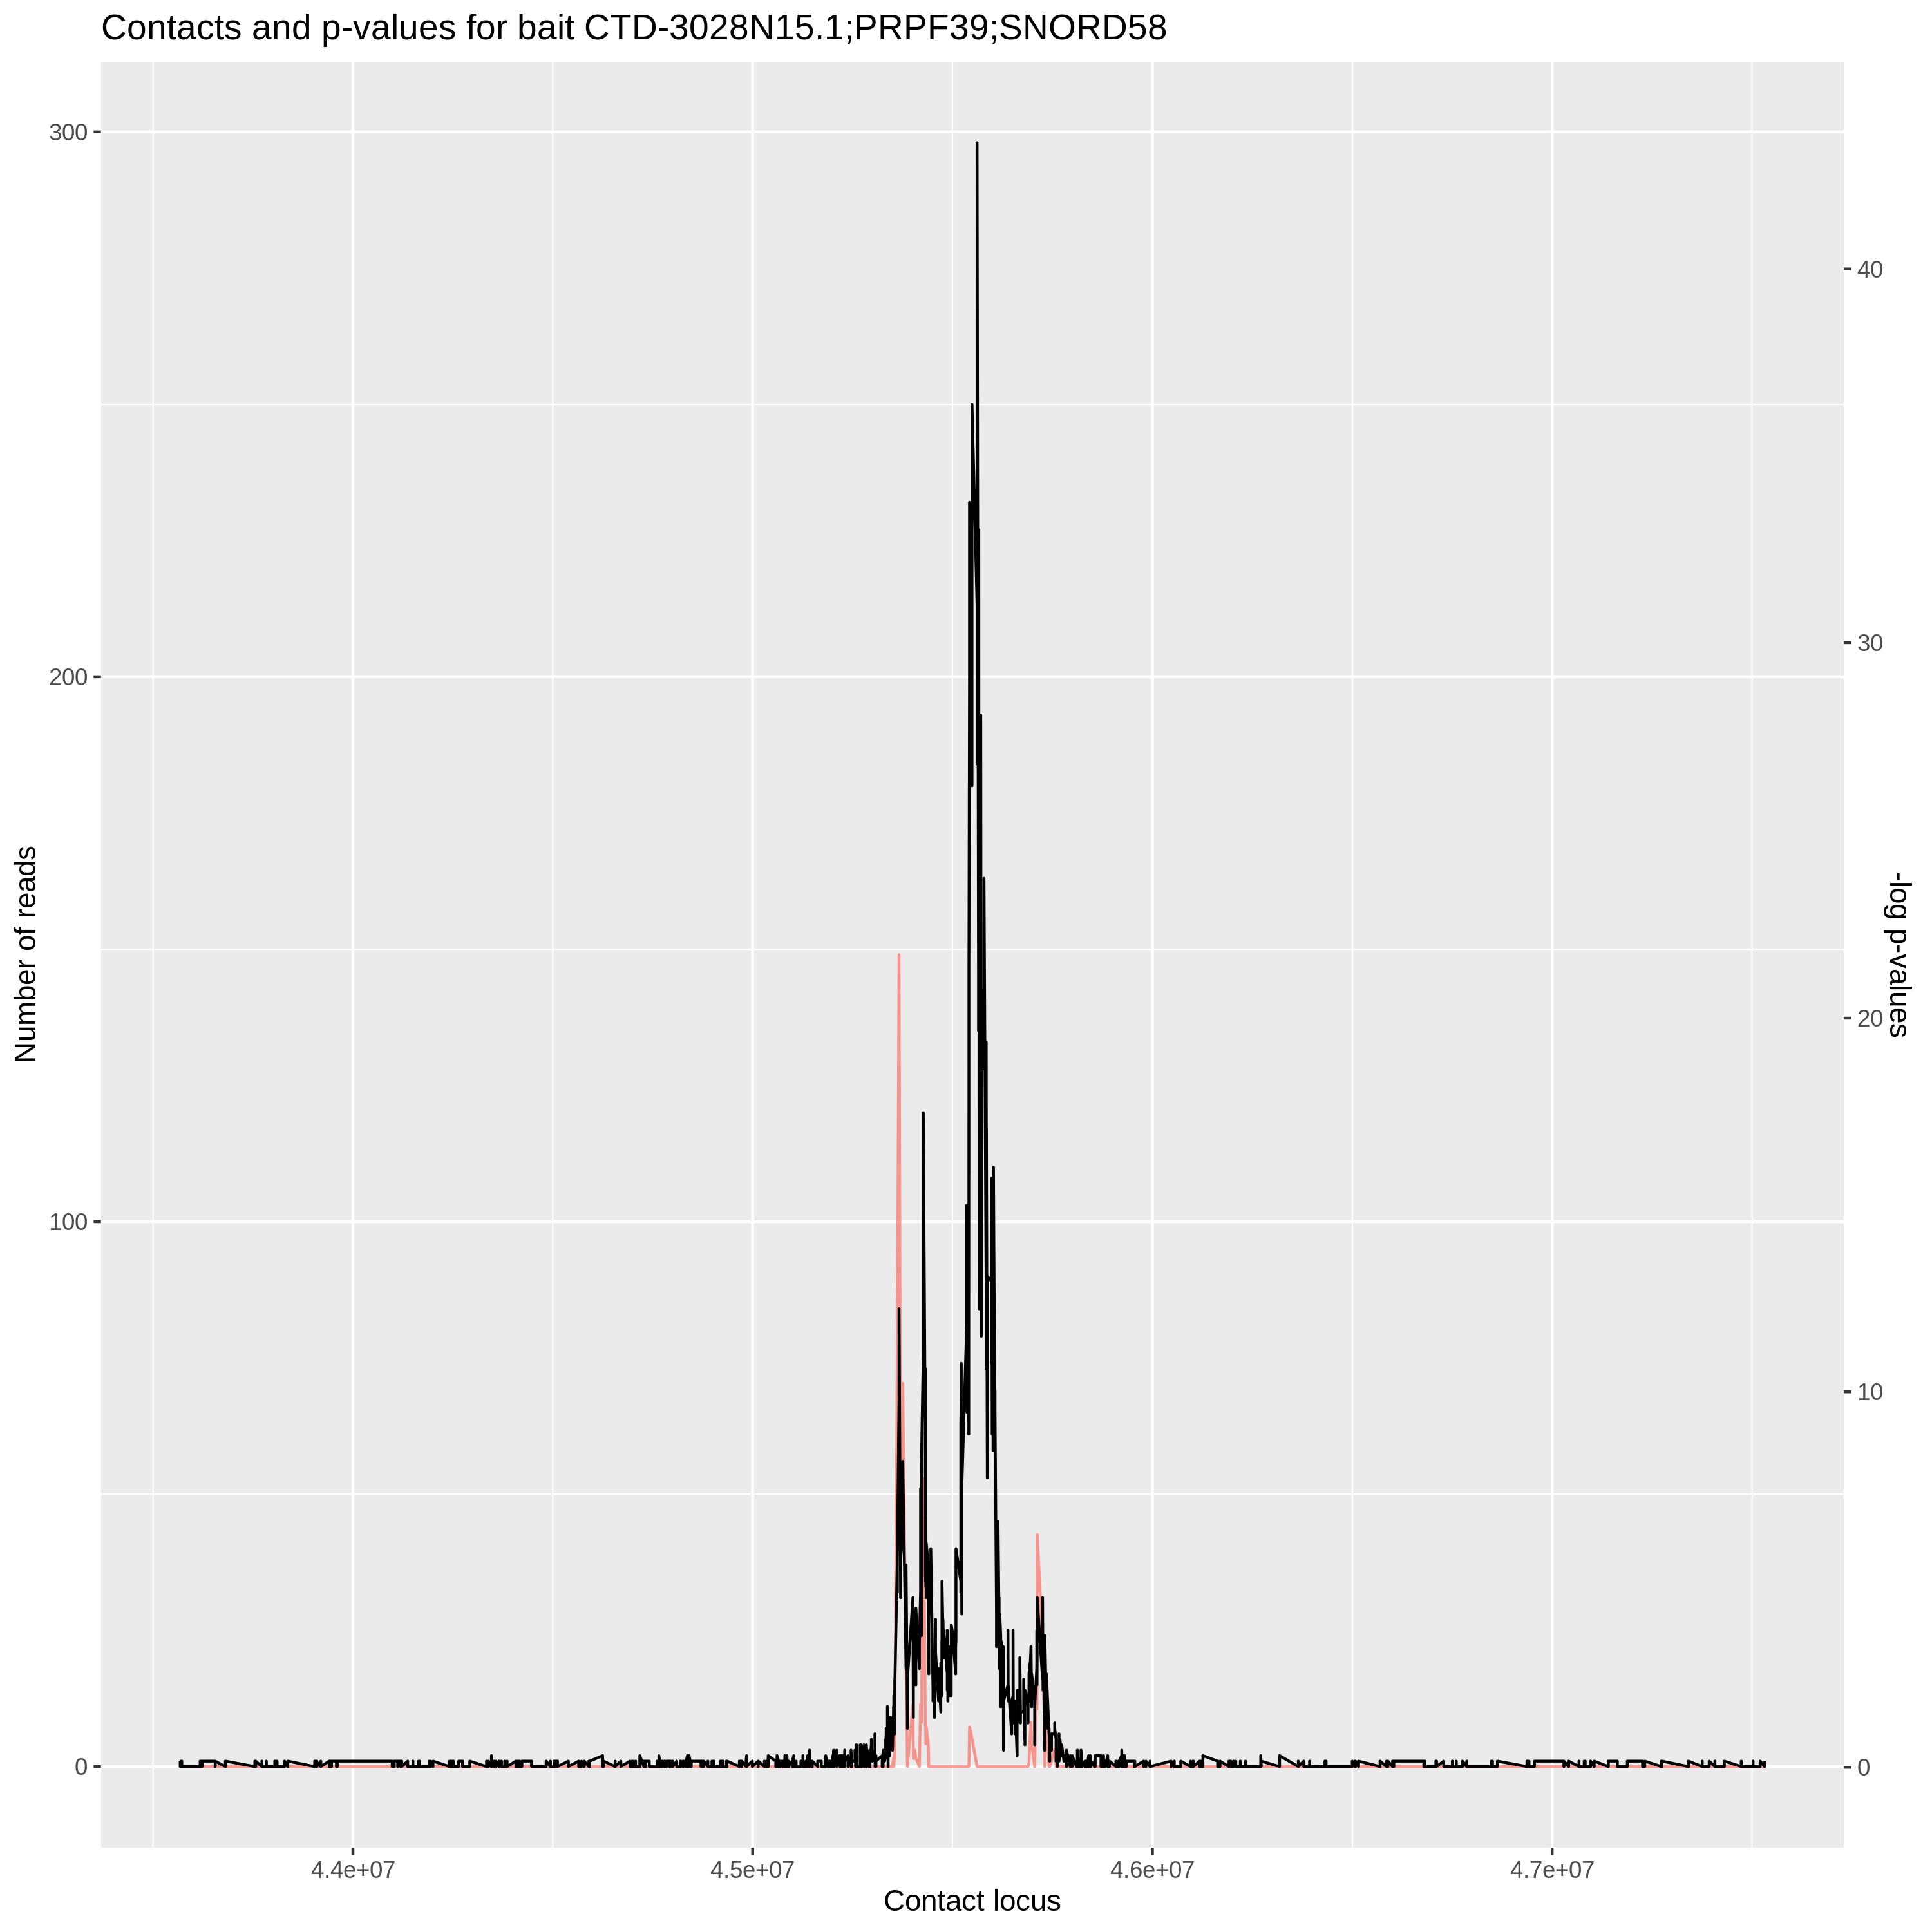 Contacts and p-values for bait CTD-3028N15.1;PRPF39;SNORD58
300
200
100
0
Number of reads
40
30
20
10
0
-log p-values
4.4e+07
4.5e+07
4.6e+07
4.7e+07
Contact locus